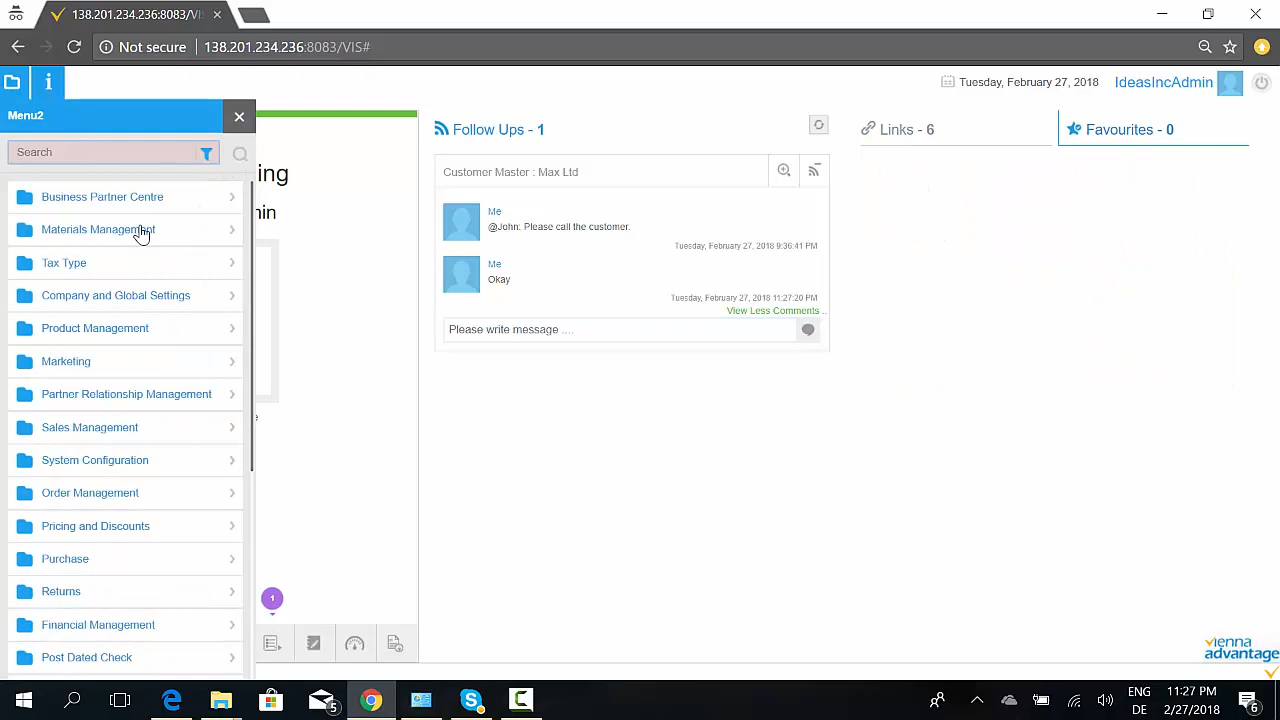 138.201.234.236:8083/VI
Not secure
138.201.234.236:8083/VIS#
i
Tuesday, February 27, 2018
IdeasIncAdmin
Menu2
Search
Business Partner Centre
Materials Management
Tax Type
Company and Global Settings
Product Management
Marketing
Partner Relationship Management
Sales Management
System Configuration
Order Management
Pricing and Discounts
Purchase
Returns
Financial Management
Post Dated Check
ing
in
e
1
Follow Ups - 1
Customer Master : Max Ltd
Me
@John: Please call the customer.
Tuesday, February 27, 2018 9:36:41 PM
Me
Okay
Tuesday, February 27, 2018 11:27:20 PM
View Less Comments ..
Please write message ....
Links - 6
Favourites - 0
vienna
advantage
5
ENG
DE
11:27 PM
2/27/2018
6